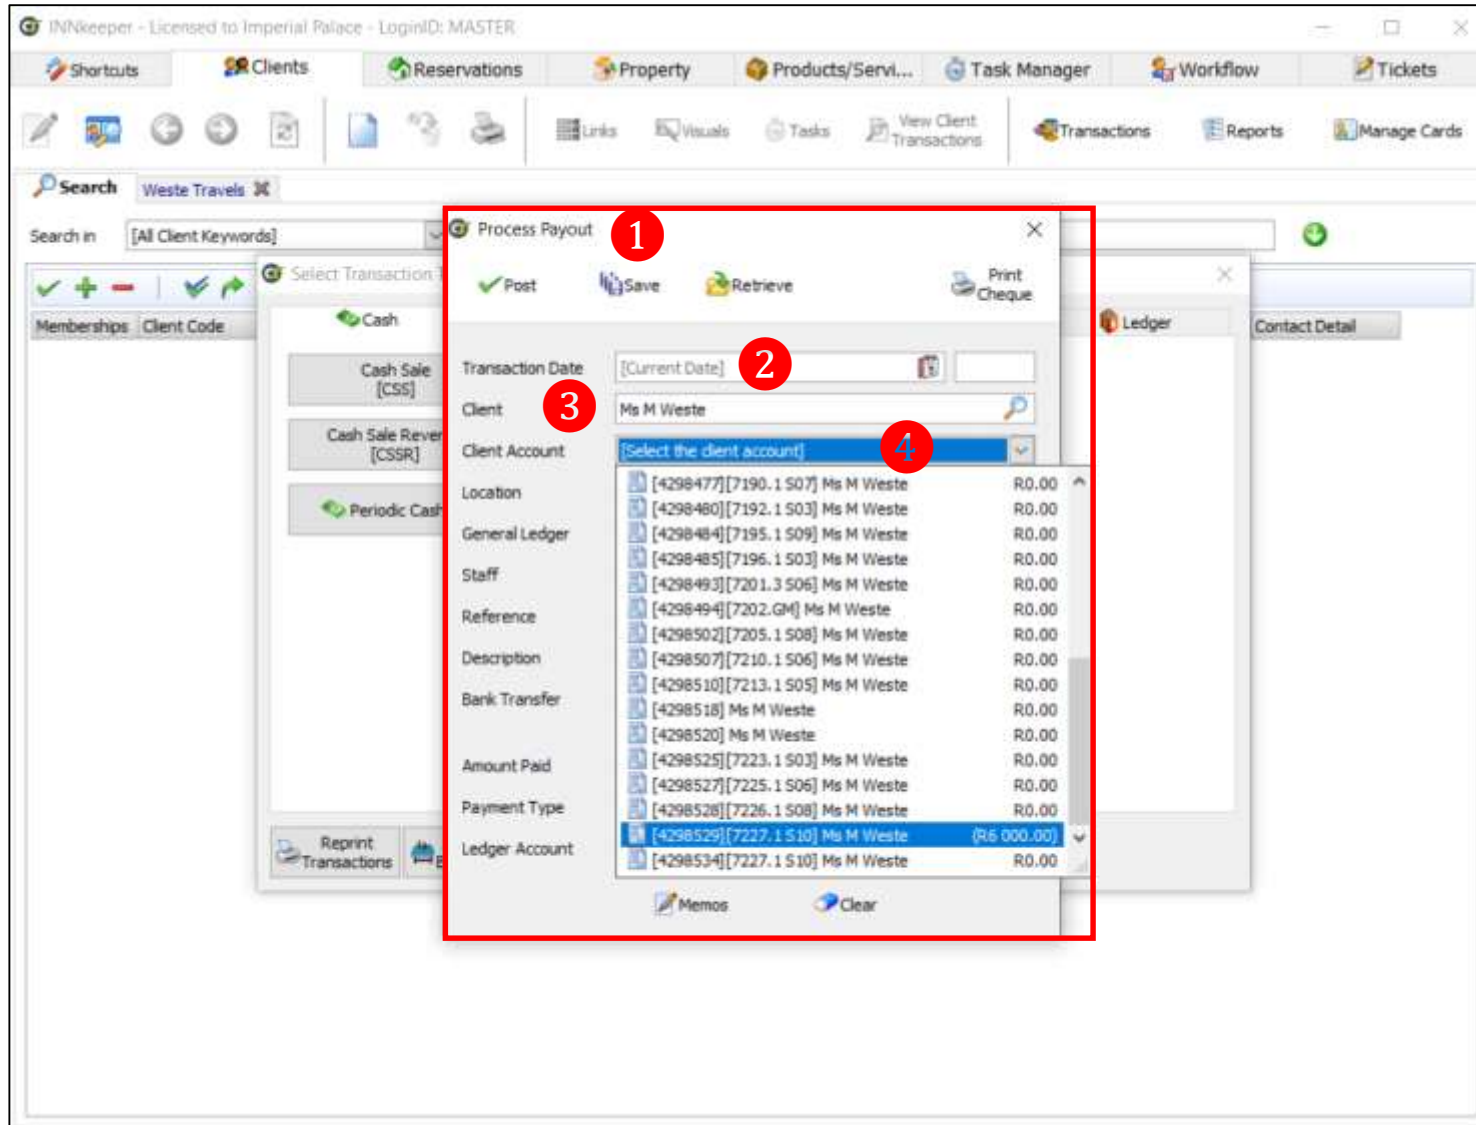 INNkeeper - Licensed to Imperial Palace - LoginID: MASTER
Shortcuts Clients Reservations Property Products/Servi... Task Manager Workflow Tickets
Links Visuals Tasks View Client Transactions Transactions Reports Manage Cards
Search Weste Travels
Search in [All Client Keywords]
Memberships Client Code Contact Detail
Select Transaction T
Cash Ledger
Cash Sale
[CSS]
Cash Sale Rever
[CSSR]
Periodic Cash
Reprint
Transactions
Process Payout 1
Post Save Retrieve Print Cheque
Transaction Date [Current Date] 2
Client 3 Ms M Weste
Client Account [Select the client account] 4
Location
General Ledger
Staff
Reference
Description
Bank Transfer
Amount Paid
Payment Type
Ledger Account
[4298477][7190.1 S07] Ms M Weste R0.00
[4298480][7192.1 S03] Ms M Weste R0.00
[4298484][7195.1 S09] Ms M Weste R0.00
[4298485][7196.1 S03] Ms M Weste R0.00
[4298493][7201.3 S06] Ms M Weste R0.00
[4298494][7202.GM] Ms M Weste R0.00
[4298502][7205.1 S08] Ms M Weste R0.00
[4298507][7210.1 S06] Ms M Weste R0.00
[4298510][7213.1 S05] Ms M Weste R0.00
[4298518] Ms M Weste R0.00
[4298520] Ms M Weste R0.00
[4298525][7223.1 S03] Ms M Weste R0.00
[4298527][7225.1 S06] Ms M Weste R0.00
[4298528][7226.1 S08] Ms M Weste R0.00
[4298529][7227.1 S10] Ms M Weste (R6 000.00)
[4298534][7227.1 S10] Ms M Weste R0.00
Memos Clear